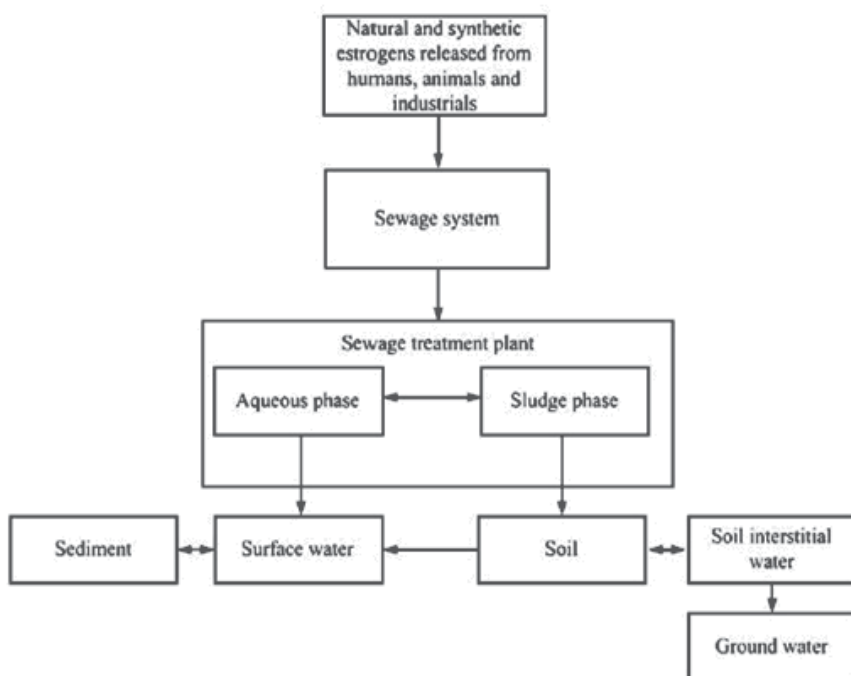 Natural and synthetic
estrogens released from
humans, animals and
industrials
Sewage system
Sewage treatment plant
Aqueous phase
Sludge phase
Sediment
Surface water
Soil
Soil interstitial
water
Ground water